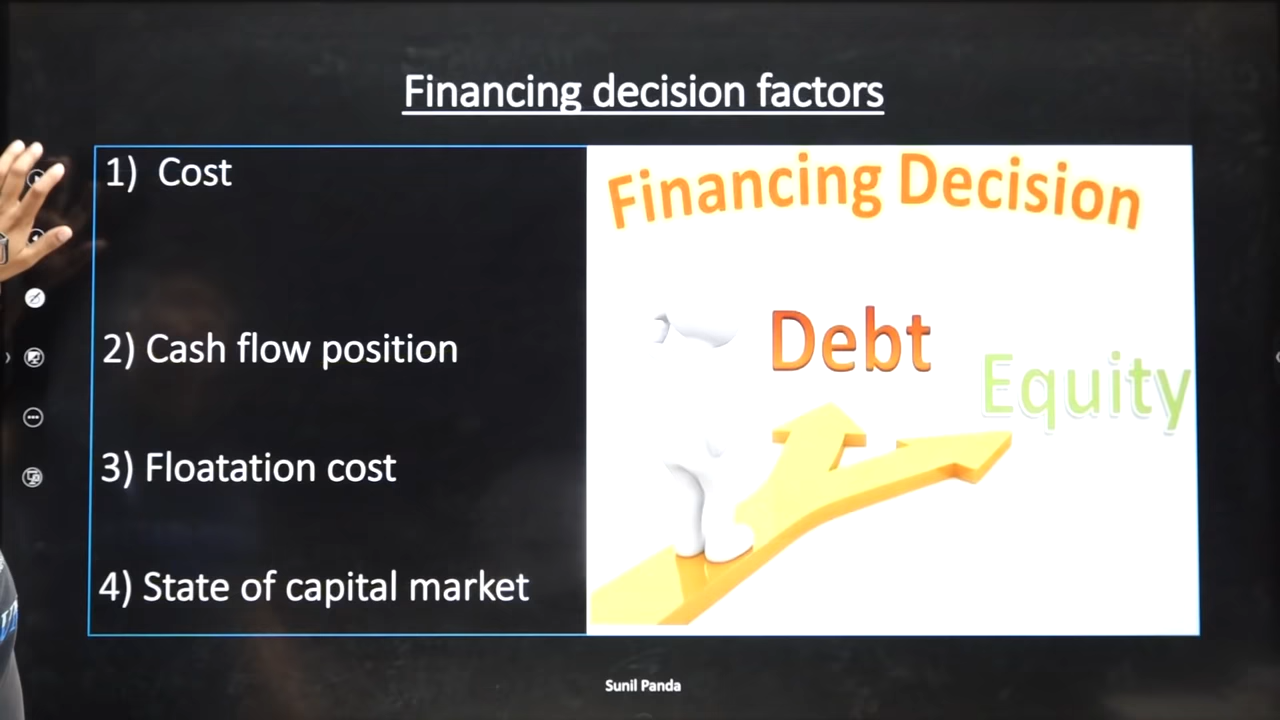 Financing decision factors
1) Cost
2) Cash flow position
3) Floatation cost
4) State of capital market
Financing Decision
Debt
Equity
Sunil Panda